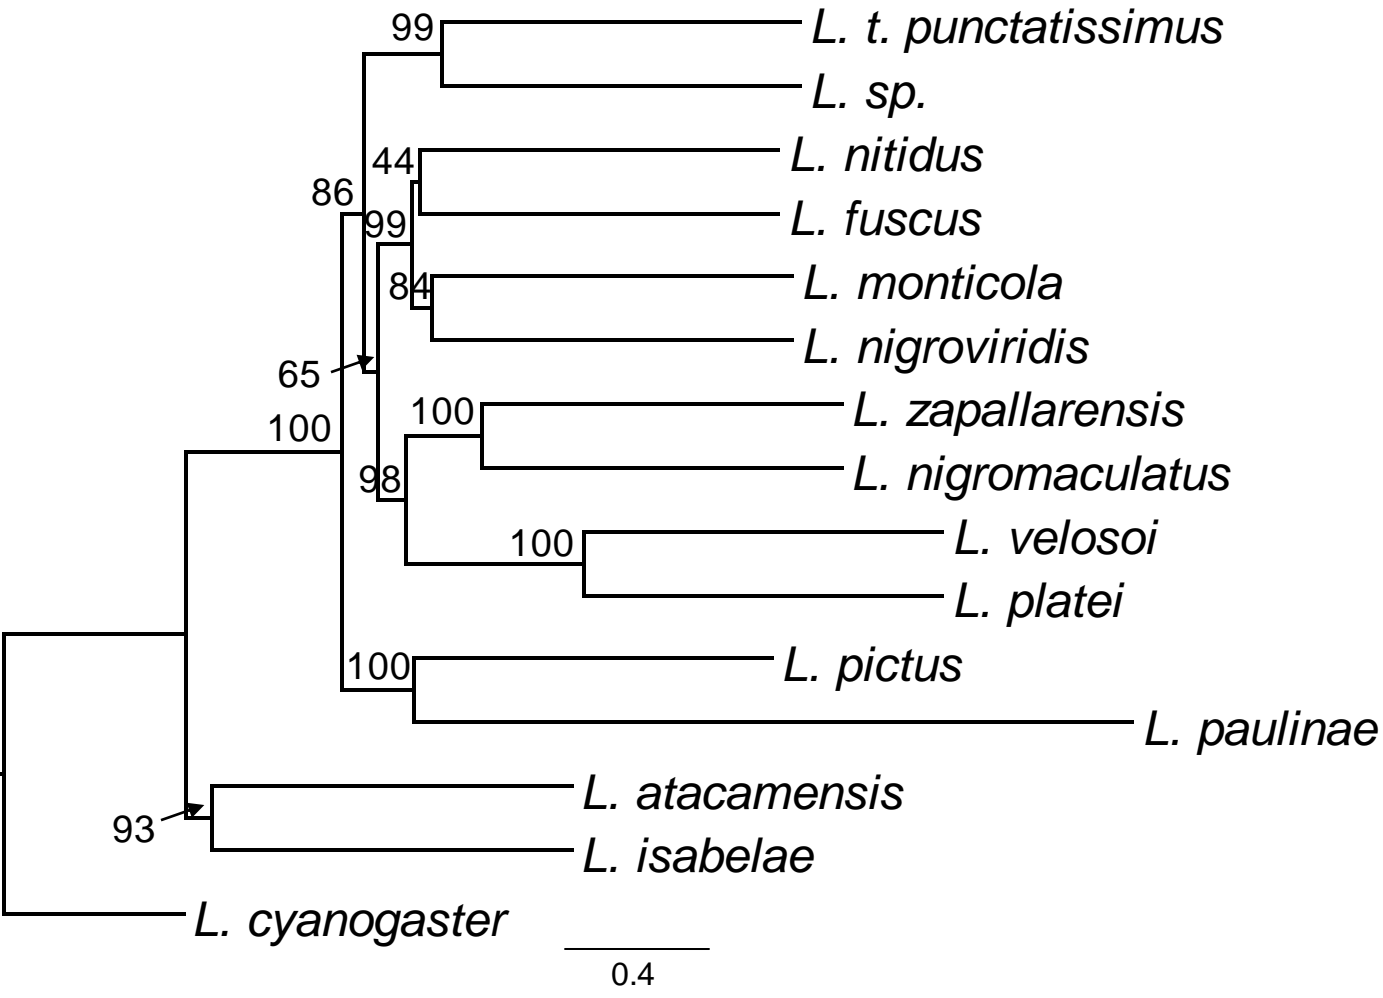 99
L. t. punctatissimus
L. sp.
44
L. nitidus
86
99
L. fuscus
84
L. monticola
L. nigroviridis
65
100
L. zapallarensis
100
98
L. nigromaculatus
100
L. velosoi
L. platei
100
L. pictus
L. paulinae
93
L. atacamensis
L. isabelae
L. cyanogaster
0.4